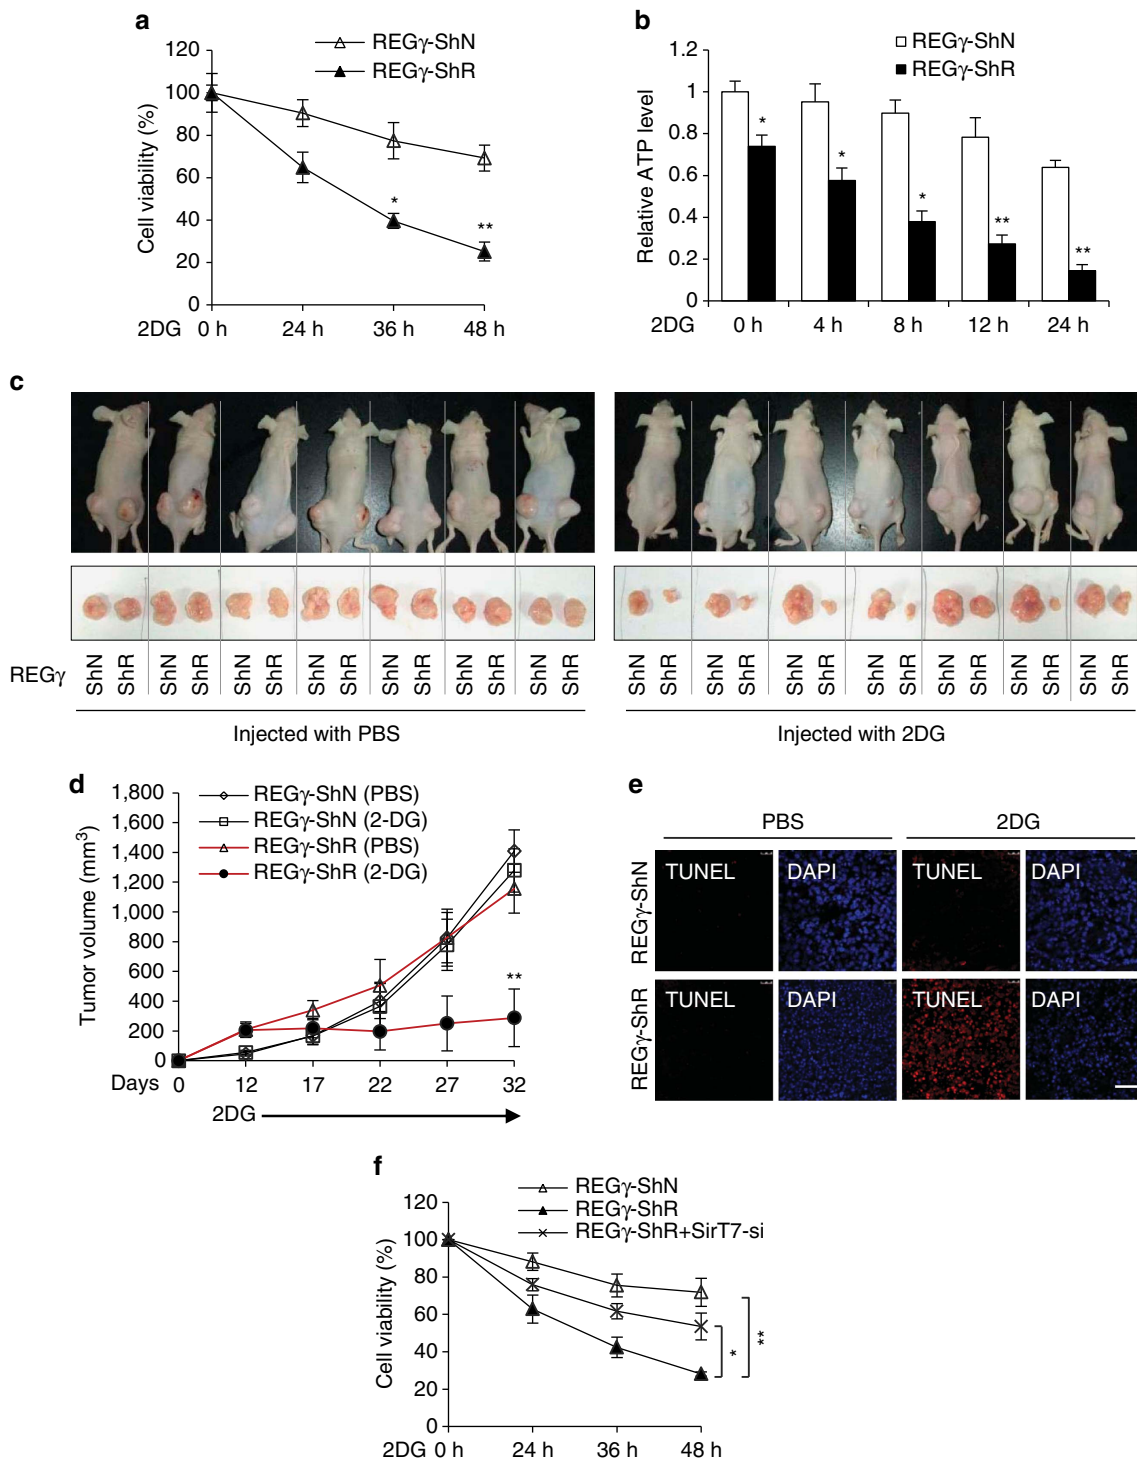 a
REGγ-ShN
REGγ-ShR
Cell viability (%)
120
100
80
60
40
20
0
*
**
2DG 0 h 24 h 36 h 48 h
b
REGγ-ShN
REGγ-ShR
Relative ATP level
1.2
1
0.8
0.6
0.4
0.2
0
*
*
*
**
**
2DG 0 h 4 h 8 h 12 h 24 h
c
REGγ
ShN ShR ShN ShR ShN ShR ShN ShR ShN ShR ShN ShR ShN ShR
Injected with PBS
ShN ShR ShN ShR ShN ShR ShN ShR ShN ShR ShN ShR ShN ShR
Injected with 2DG
d
REGγ-ShN (PBS)
REGγ-ShN (2-DG)
REGγ-ShR (PBS)
REGγ-ShR (2-DG)
Tumor volume (mm³)
1,800
1,600
1,400
1,200
1,000
800
600
400
200
0
**
Days 0 12 17 22 27 32
2DG
e
PBS 2DG
REGγ-ShN
TUNEL DAPI TUNEL DAPI
REGγ-ShR
TUNEL DAPI TUNEL DAPI
f
REGγ-ShN
REGγ-ShR
REGγ-ShR+SirT7-si
Cell viability (%)
120
100
80
60
40
20
0
*
**
2DG 0 h 24 h 36 h 48 h